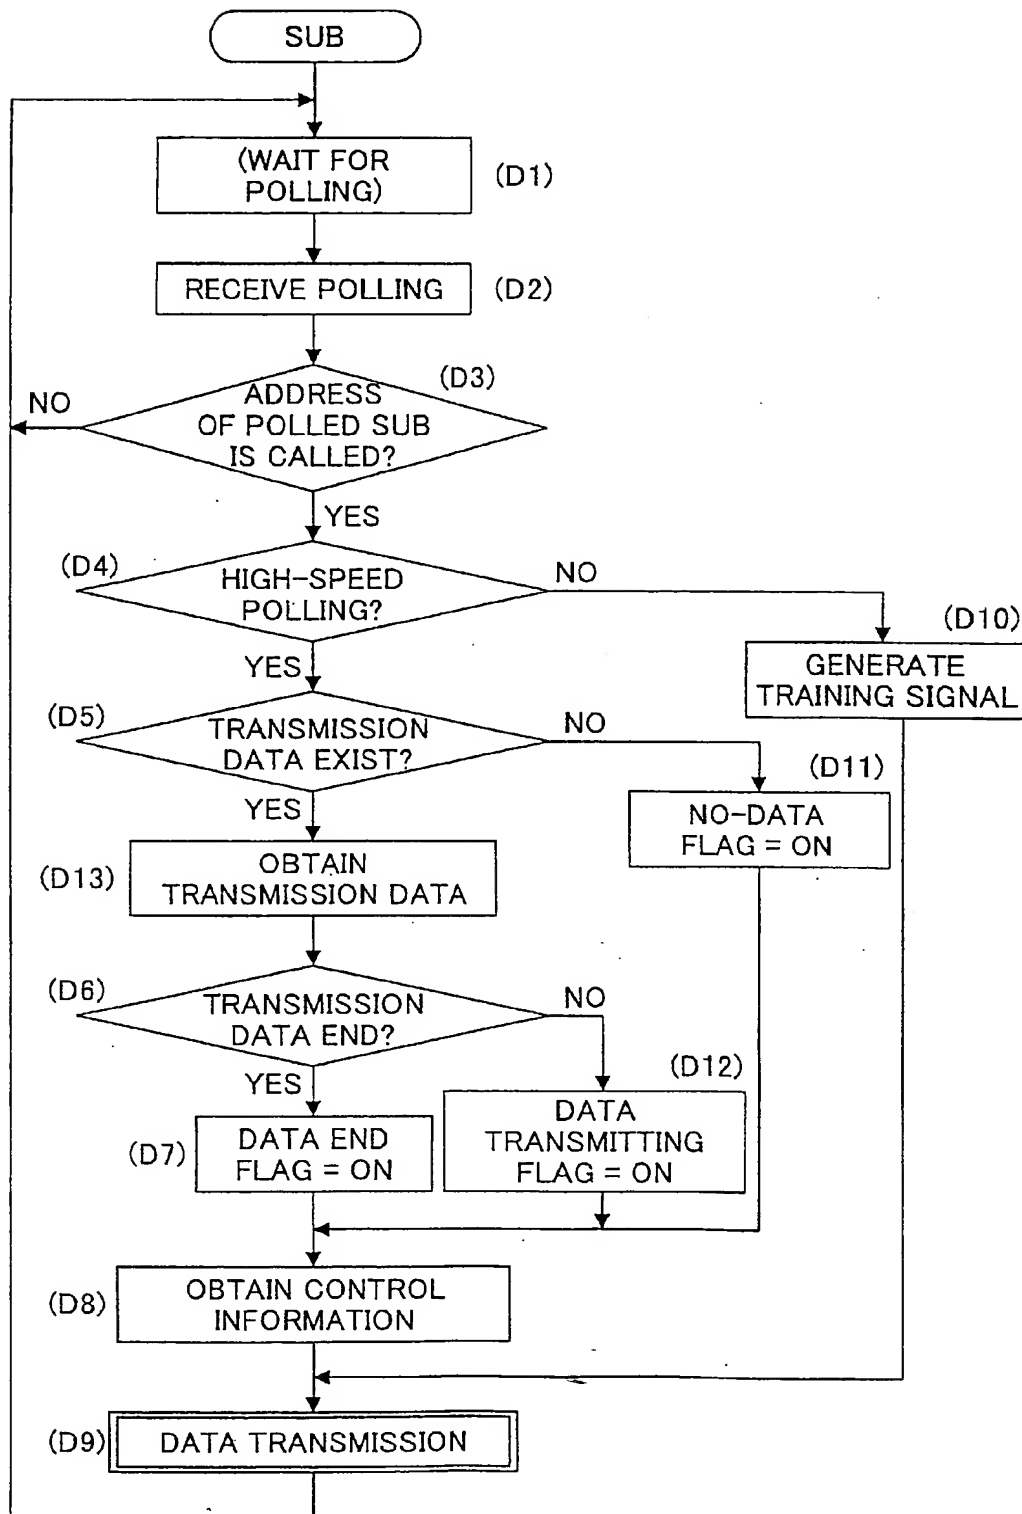 SUB
(WAIT FOR
POLLING)
(D1)
RECEIVE POLLING
(D2)
(D3)
ADDRESS
OF POLLED SUB
IS CALLED?
NO
YES
(D4)
HIGH-SPEED
POLLING?
NO
(D10)
GENERATE
TRAINING SIGNAL
YES
(D5)
TRANSMISSION
DATA EXIST?
NO
(D11)
NO-DATA
FLAG = ON
YES
(D13)
OBTAIN
TRANSMISSION DATA
(D6)
TRANSMISSION
DATA END?
NO
(D12)
DATA
TRANSMITTING
FLAG = ON
YES
(D7)
DATA END
FLAG = ON
(D8)
OBTAIN CONTROL
INFORMATION
(D9)
DATA TRANSMISSION